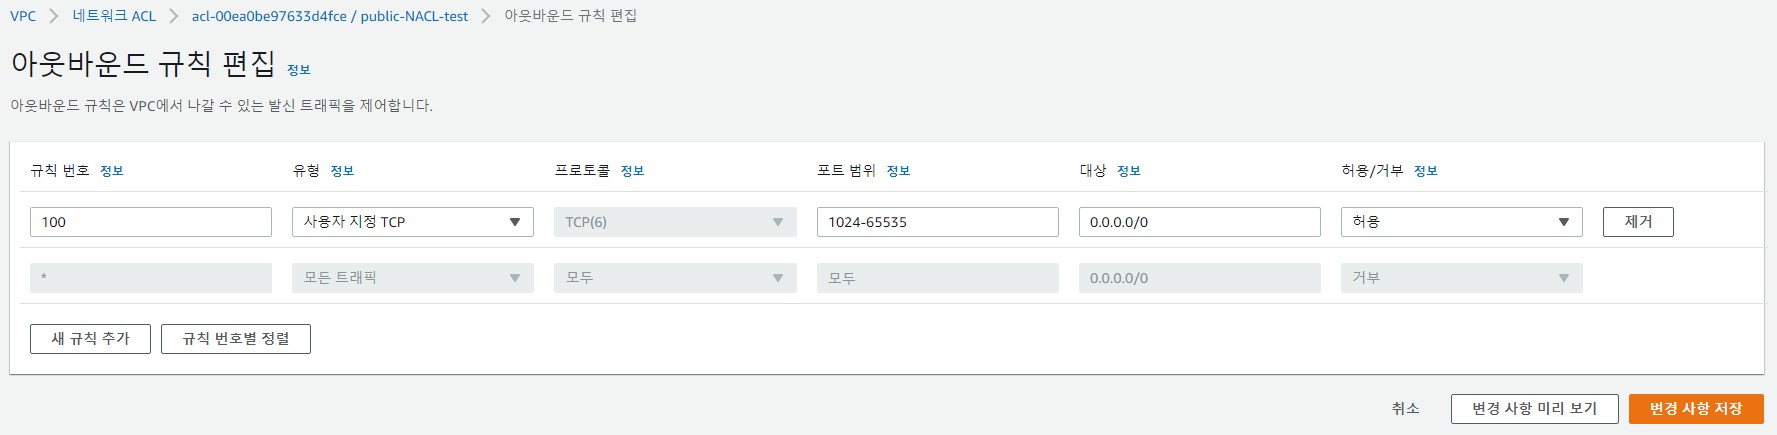 VPC > 네트워크 ACL > acl-00ea0be97633d4fce / public-NACL-test > 아웃바운드 규칙 편집
아웃바운드 규칙 편집 정보
아웃바운드 규칙은 VPC에서 나갈 수 있는 발신 트래픽을 제어합니다.
규칙 번호 정보 유형 정보 프로토콜 정보 포트 범위 정보 대상 정보 허용/거부 정보
100 사용자 지정 TCP TCP(6) 1024-65535 0.0.0.0/0 허용 제거
* 모든 트래픽 모두 모두 0.0.0.0/0 거부
새 규칙 추가 규칙 번호별 정렬
취소 변경 사항 미리 보기 변경 사항 저장